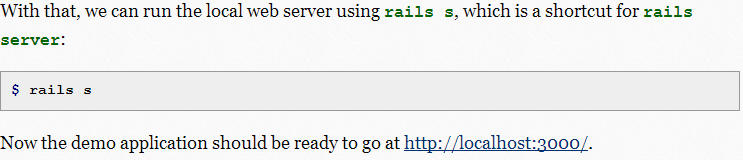 With that, we can run the local web server using rails s, which is a shortcut for rails
server:
$ rails s
Now the demo application should be ready to go at http://localhost:3000/.